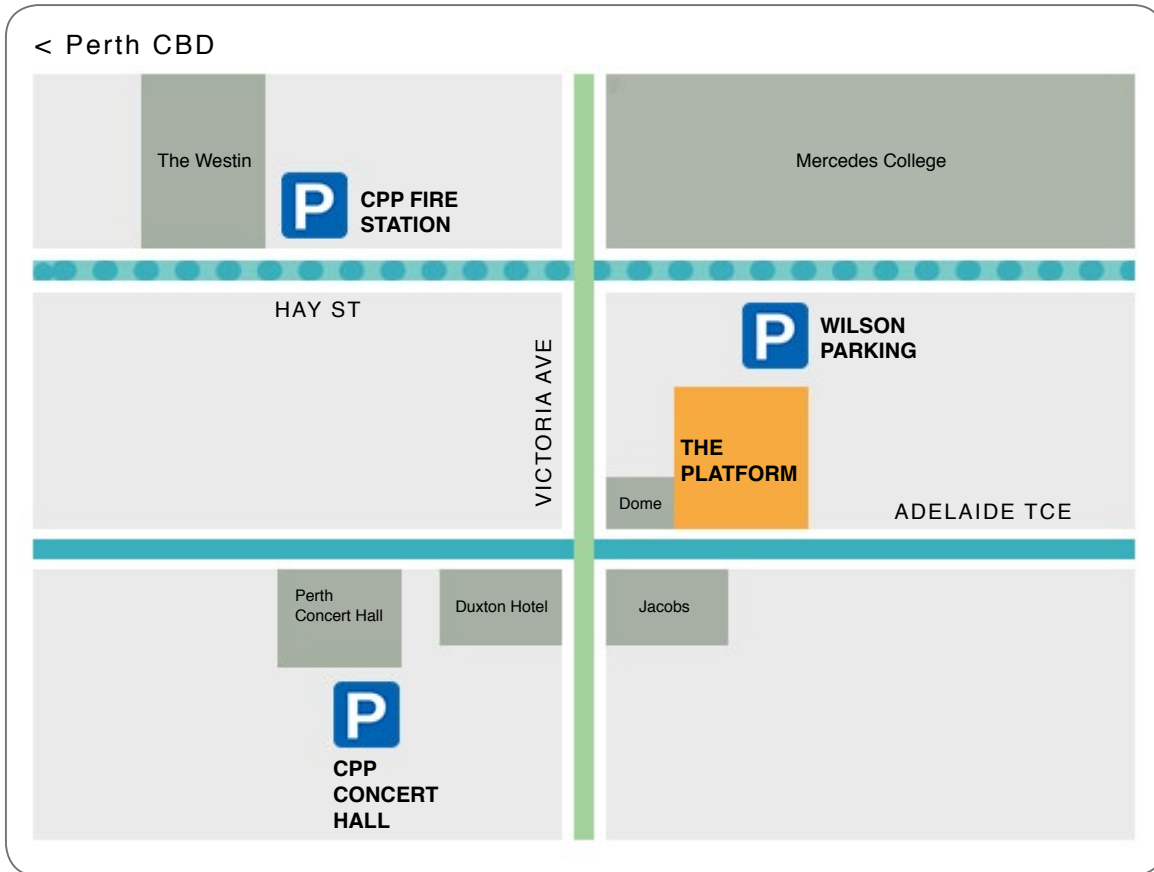 < Perth CBD
The Westin
Mercedes College
P
CPP FIRE
STATION
HAY ST
P
WILSON
PARKING
VICTORIA AVE
THE
PLATFORM
Dome
ADELAIDE TCE
Perth
Concert Hall
Duxton Hotel
Jacobs
P
CPP
CONCERT
HALL